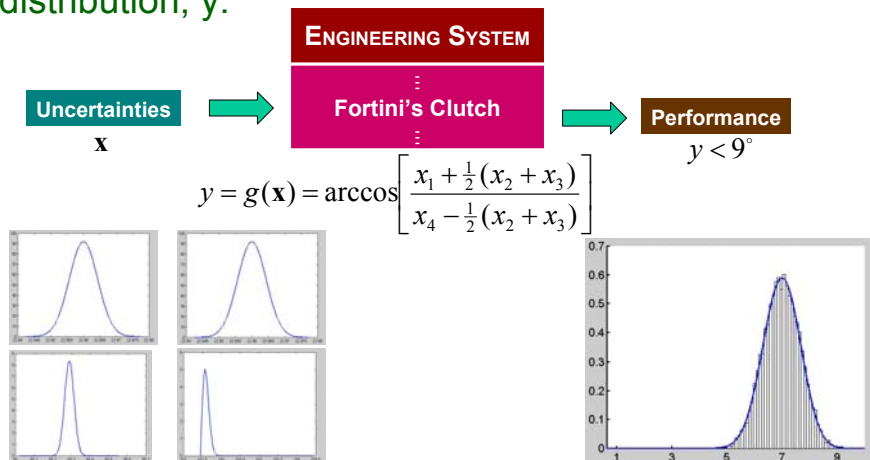 distribution, y.
ENGINEERING SYSTEM
Fortini's Clutch
Uncertainties
x
Performance
y < 9°
y = g(x) = arccos[ (x₁ + ½(x₂ + x₃)) / (x₄ − ½(x₂ + x₃)) ]
0.7
0.6
0.5
0.4
0.3
0.2
0.1
0
1 3 5 7 9